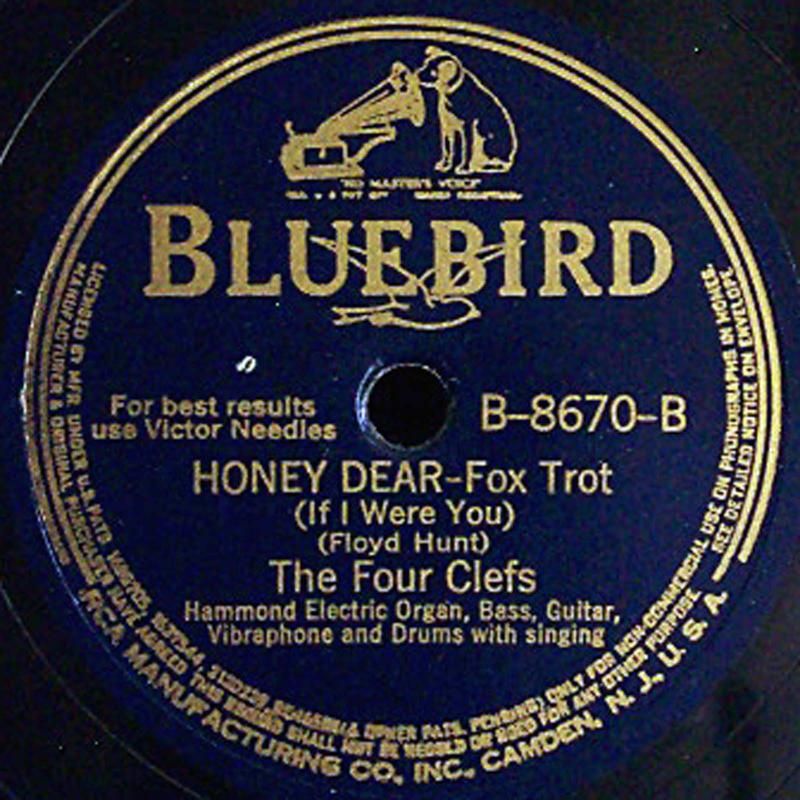 "HIS MASTER'S VOICE"
BLUEBIRD
For best results
use Victor Needles
B-8670-B
HONEY DEAR-Fox Trot
(If I Were You)
(Floyd Hunt)
The Four Clefs
Hammond Electric Organ, Bass, Guitar,
Vibraphone and Drums with singing
LICENSED BY MFR. UNDER U.S. PATS. (& OTHER PATS. PENDING) ONLY FOR NON-COMMERCIAL USE ON PHONOGRAPHS IN HOMES.
MANUFACTURER & ORIGINAL PURCHASER HAVE AGREED THIS RECORD SHALL NOT BE RESOLD OR USED FOR ANY OTHER PURPOSE. SEE DETAILED NOTICE ON ENVELOPE
RCA MANUFACTURING CO., INC., CAMDEN, N. J., U. S. A.